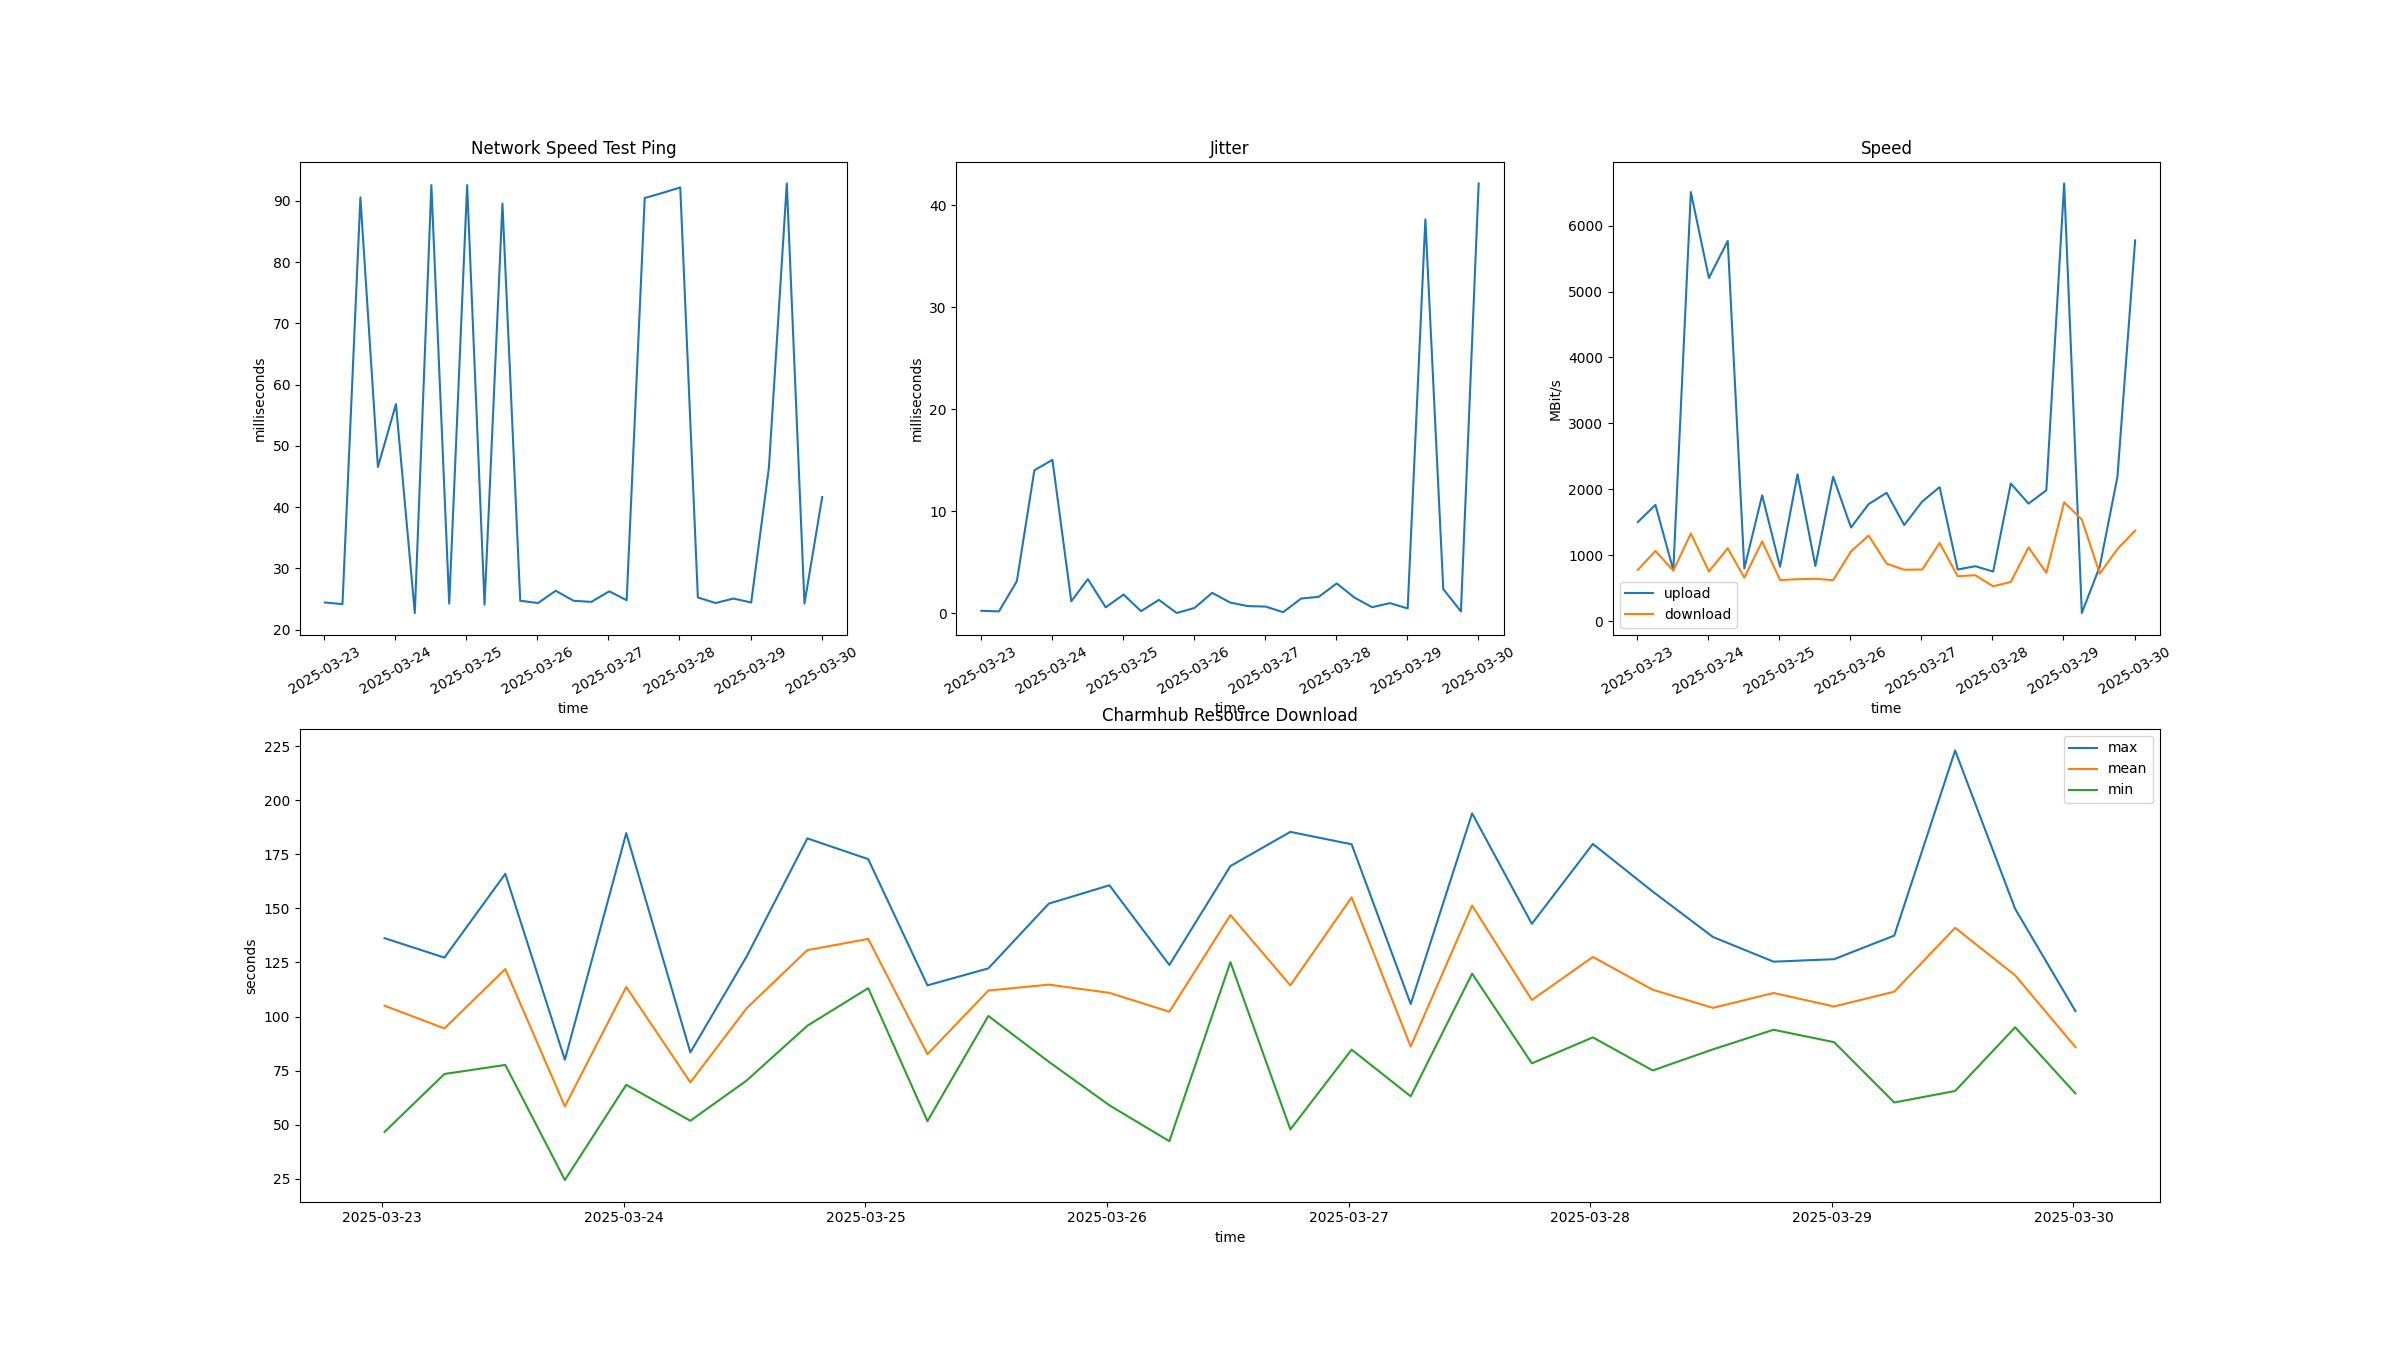 Network Speed Test Ping
milliseconds
90
80
70
60
50
40
30
20
2025-03-23 2025-03-24 2025-03-25 2025-03-26 2025-03-27 2025-03-28 2025-03-29 2025-03-30
time
Jitter
milliseconds
40
30
20
10
0
2025-03-23 2025-03-24 2025-03-25 2025-03-26 2025-03-27 2025-03-28 2025-03-29 2025-03-30
time
Speed
MBit/s
6000
5000
4000
3000
2000
1000
0
upload
download
2025-03-23 2025-03-24 2025-03-25 2025-03-26 2025-03-27 2025-03-28 2025-03-29 2025-03-30
time
Charmhub Resource Download
seconds
225
200
175
150
125
100
75
50
25
max
mean
min
2025-03-23 2025-03-24 2025-03-25 2025-03-26 2025-03-27 2025-03-28 2025-03-29 2025-03-30
time